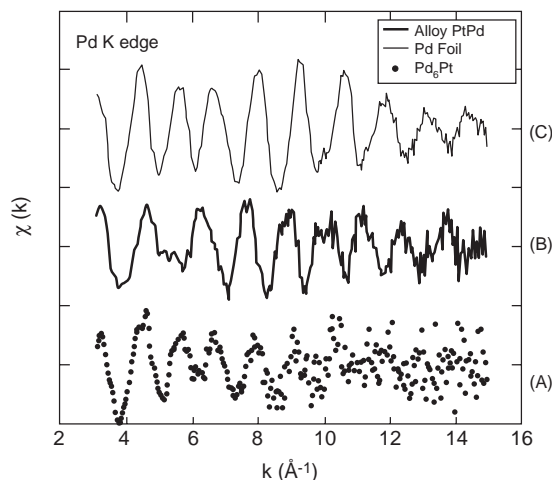 Pd K edge
Alloy PtPd
Pd Foil
Pd₆Pt
(C)
(B)
(A)
χ (k)
2 4 6 8 10 12 14 16
k (Å⁻¹)